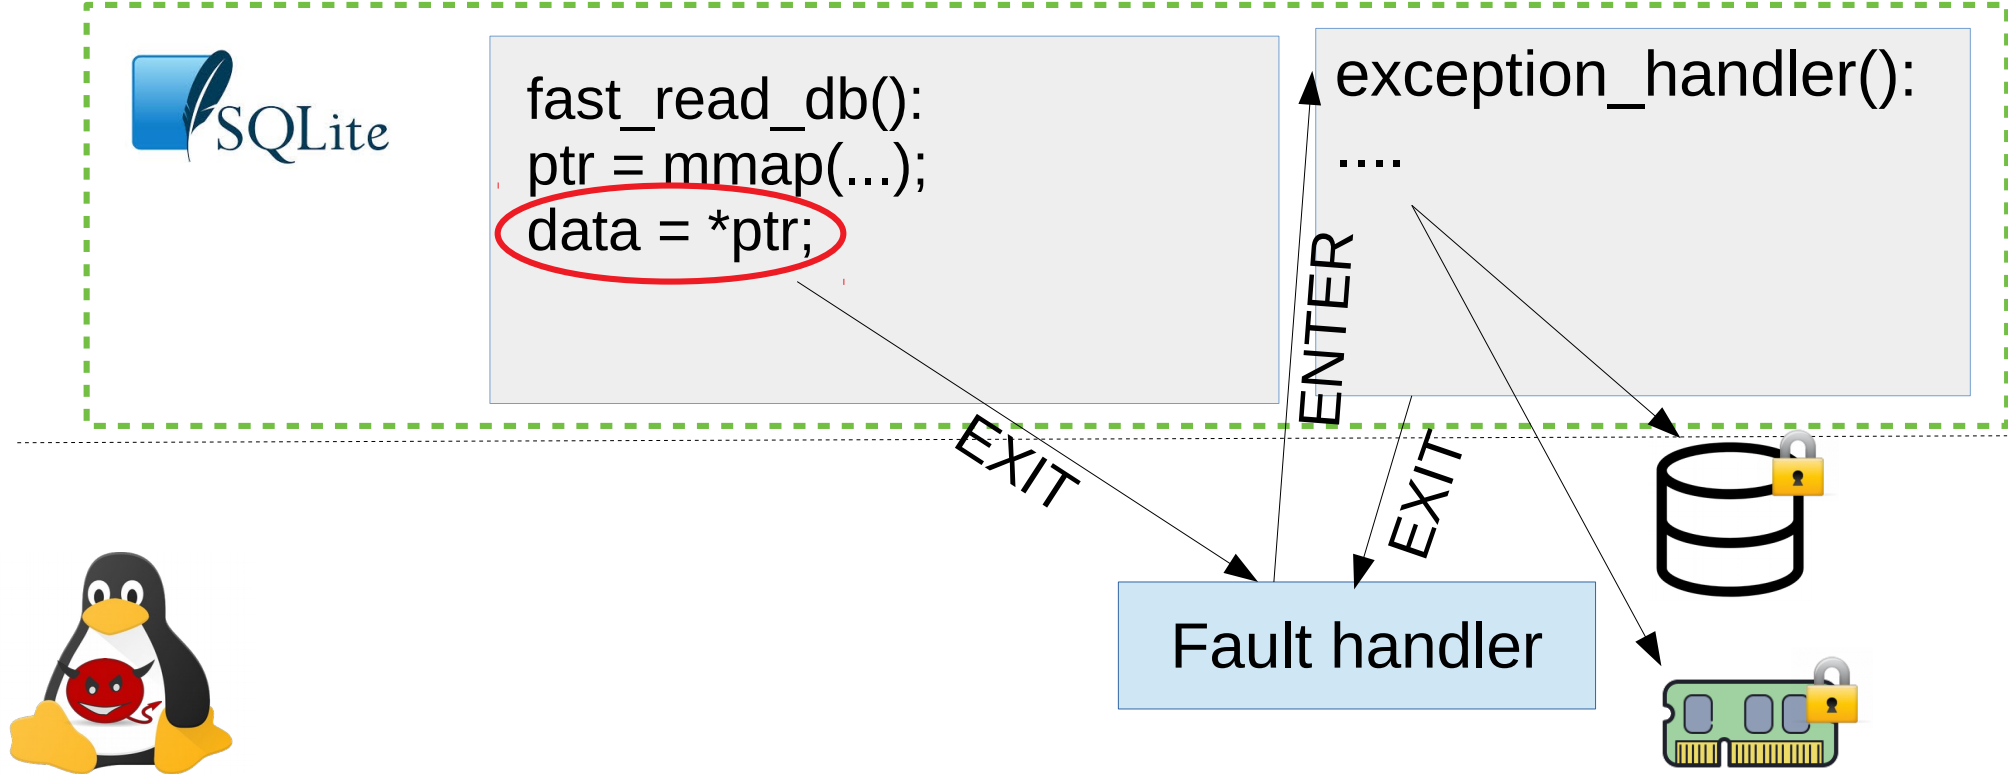 SQLite
fast_read_db():
ptr = mmap(...);
data = *ptr;
exception_handler():
....
ENTER
EXIT
EXIT
Fault handler